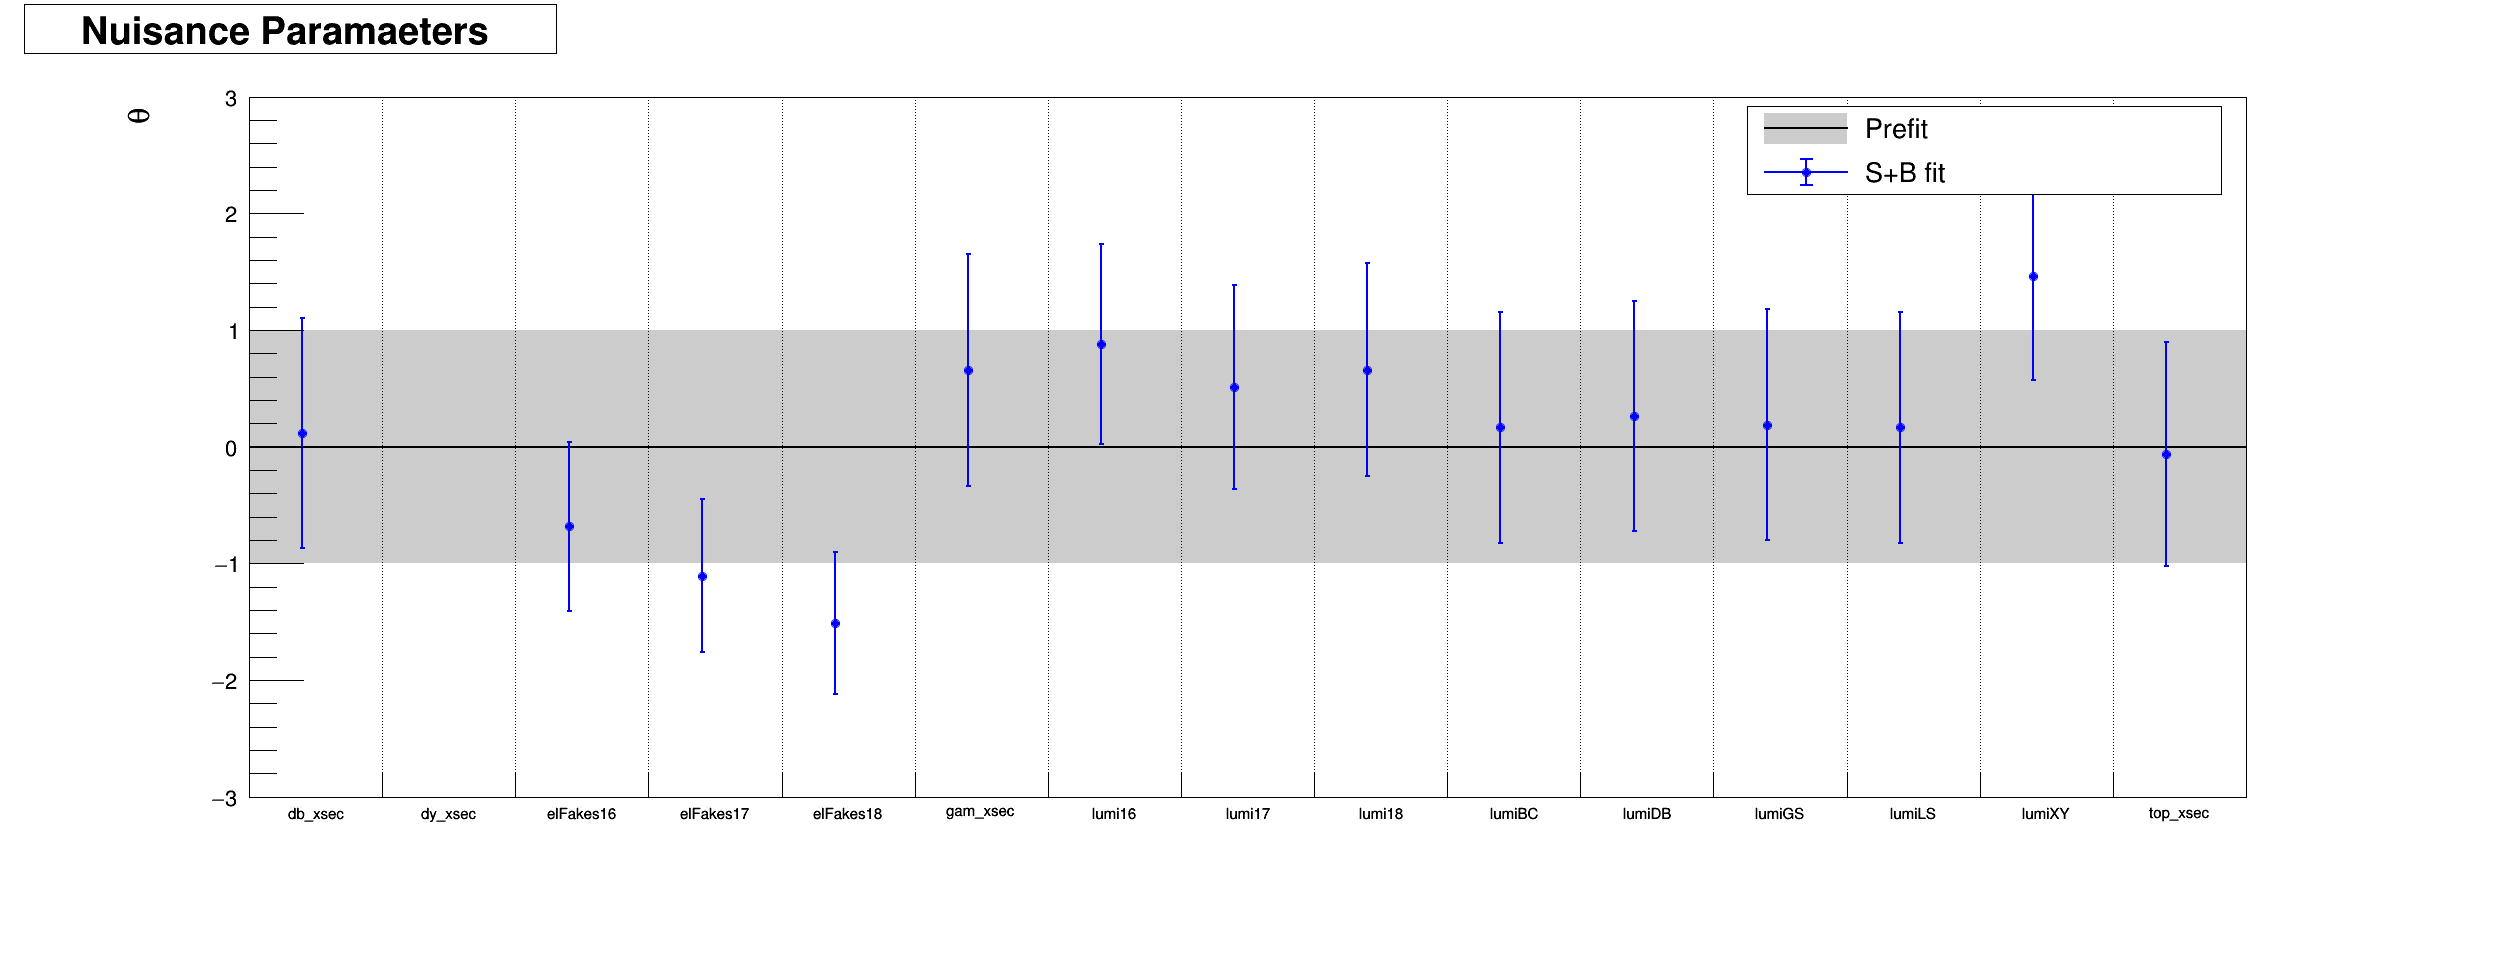 Nuisance Paramaeters
θ
3
2
1
0
−1
−2
−3
Prefit
S+B fit
db_xsec dy_xsec elFakes16 elFakes17 elFakes18 gam_xsec lumi16 lumi17 lumi18 lumiBC lumiDB lumiGS lumiLS lumiXY top_xsec